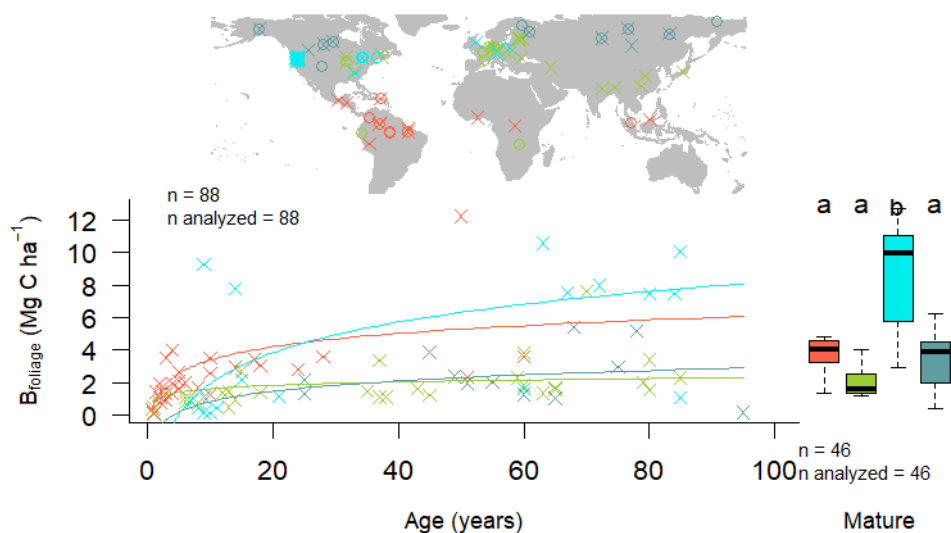 n = 88
n analyzed = 88
a a b a
B foliage (Mg C ha⁻¹)
12
10
8
6
4
2
0
0 20 40 60 80 100
n = 46
n analyzed = 46
Age (years)
Mature